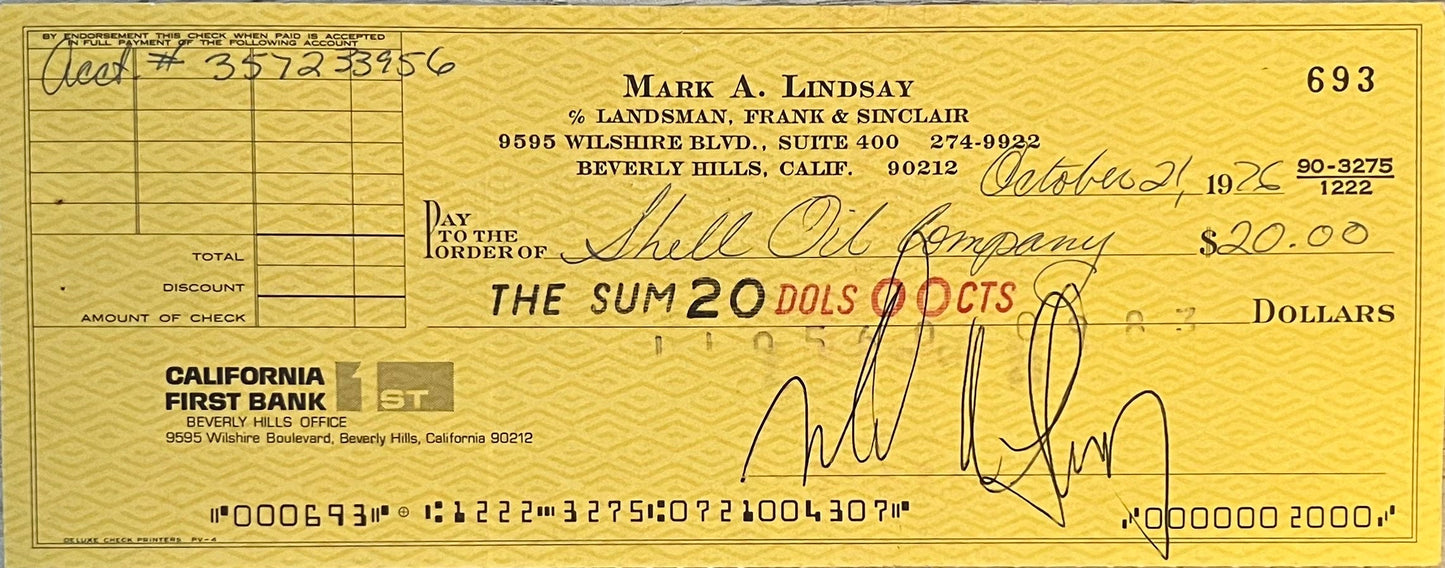 BY ENDORSEMENT THIS CHECK WHEN PAID IS ACCEPTED
IN FULL PAYMENT OF THE FOLLOWING ACCOUNT
Acct. # 357233956
TOTAL
DISCOUNT
AMOUNT OF CHECK
MARK A. LINDSAY
693
℅ LANDSMAN, FRANK & SINCLAIR
9595 WILSHIRE BLVD., SUITE 400 274-9922
BEVERLY HILLS, CALIF. 90212
October 21, 1976
90-3275
1222
PAY
TO THE
ORDER OF
Shell Oil Company $20.00
THE SUM 20 DOLS 00 CTS DOLLARS
CALIFORNIA
FIRST BANK
1ST
BEVERLY HILLS OFFICE
9595 Wilshire Boulevard, Beverly Hills, California 90212
⑈000693⑈ ⑆1222⑉3275⑆0721004307⑈ ⑇0000002000⑇
DELUXE CHECK PRINTERS PV-4